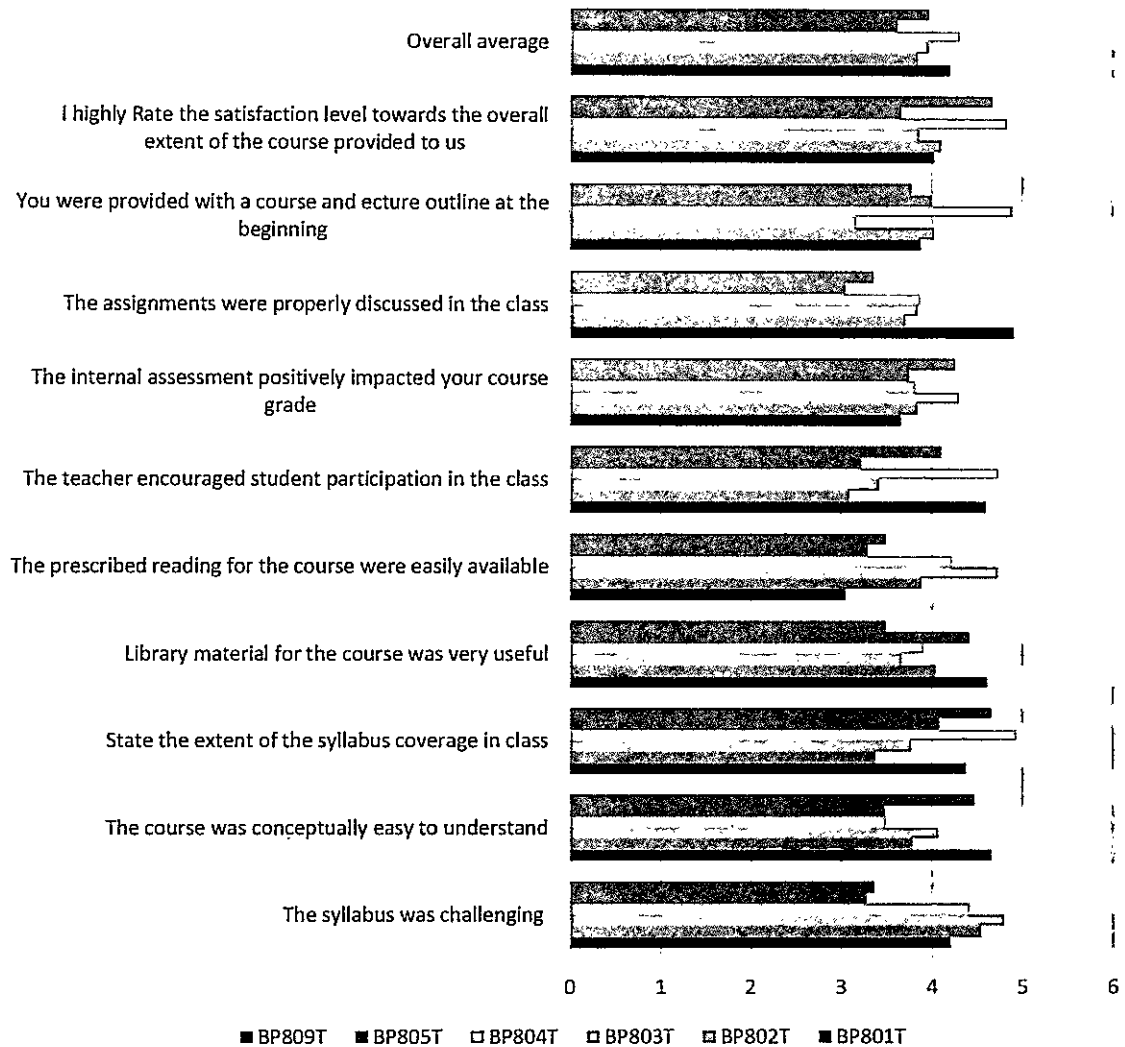 Overall average
I highly Rate the satisfaction level towards the overall
extent of the course provided to us
You were provided with a course and ecture outline at the
beginning
The assignments were properly discussed in the class
The internal assessment positively impacted your course
grade
The teacher encouraged student participation in the class
The prescribed reading for the course were easily available
Library material for the course was very useful
State the extent of the syllabus coverage in class
The course was conceptually easy to understand
The syllabus was challenging
0 1 2 3 4 5 6
BP809T BP805T BP804T BP803T BP802T BP801T